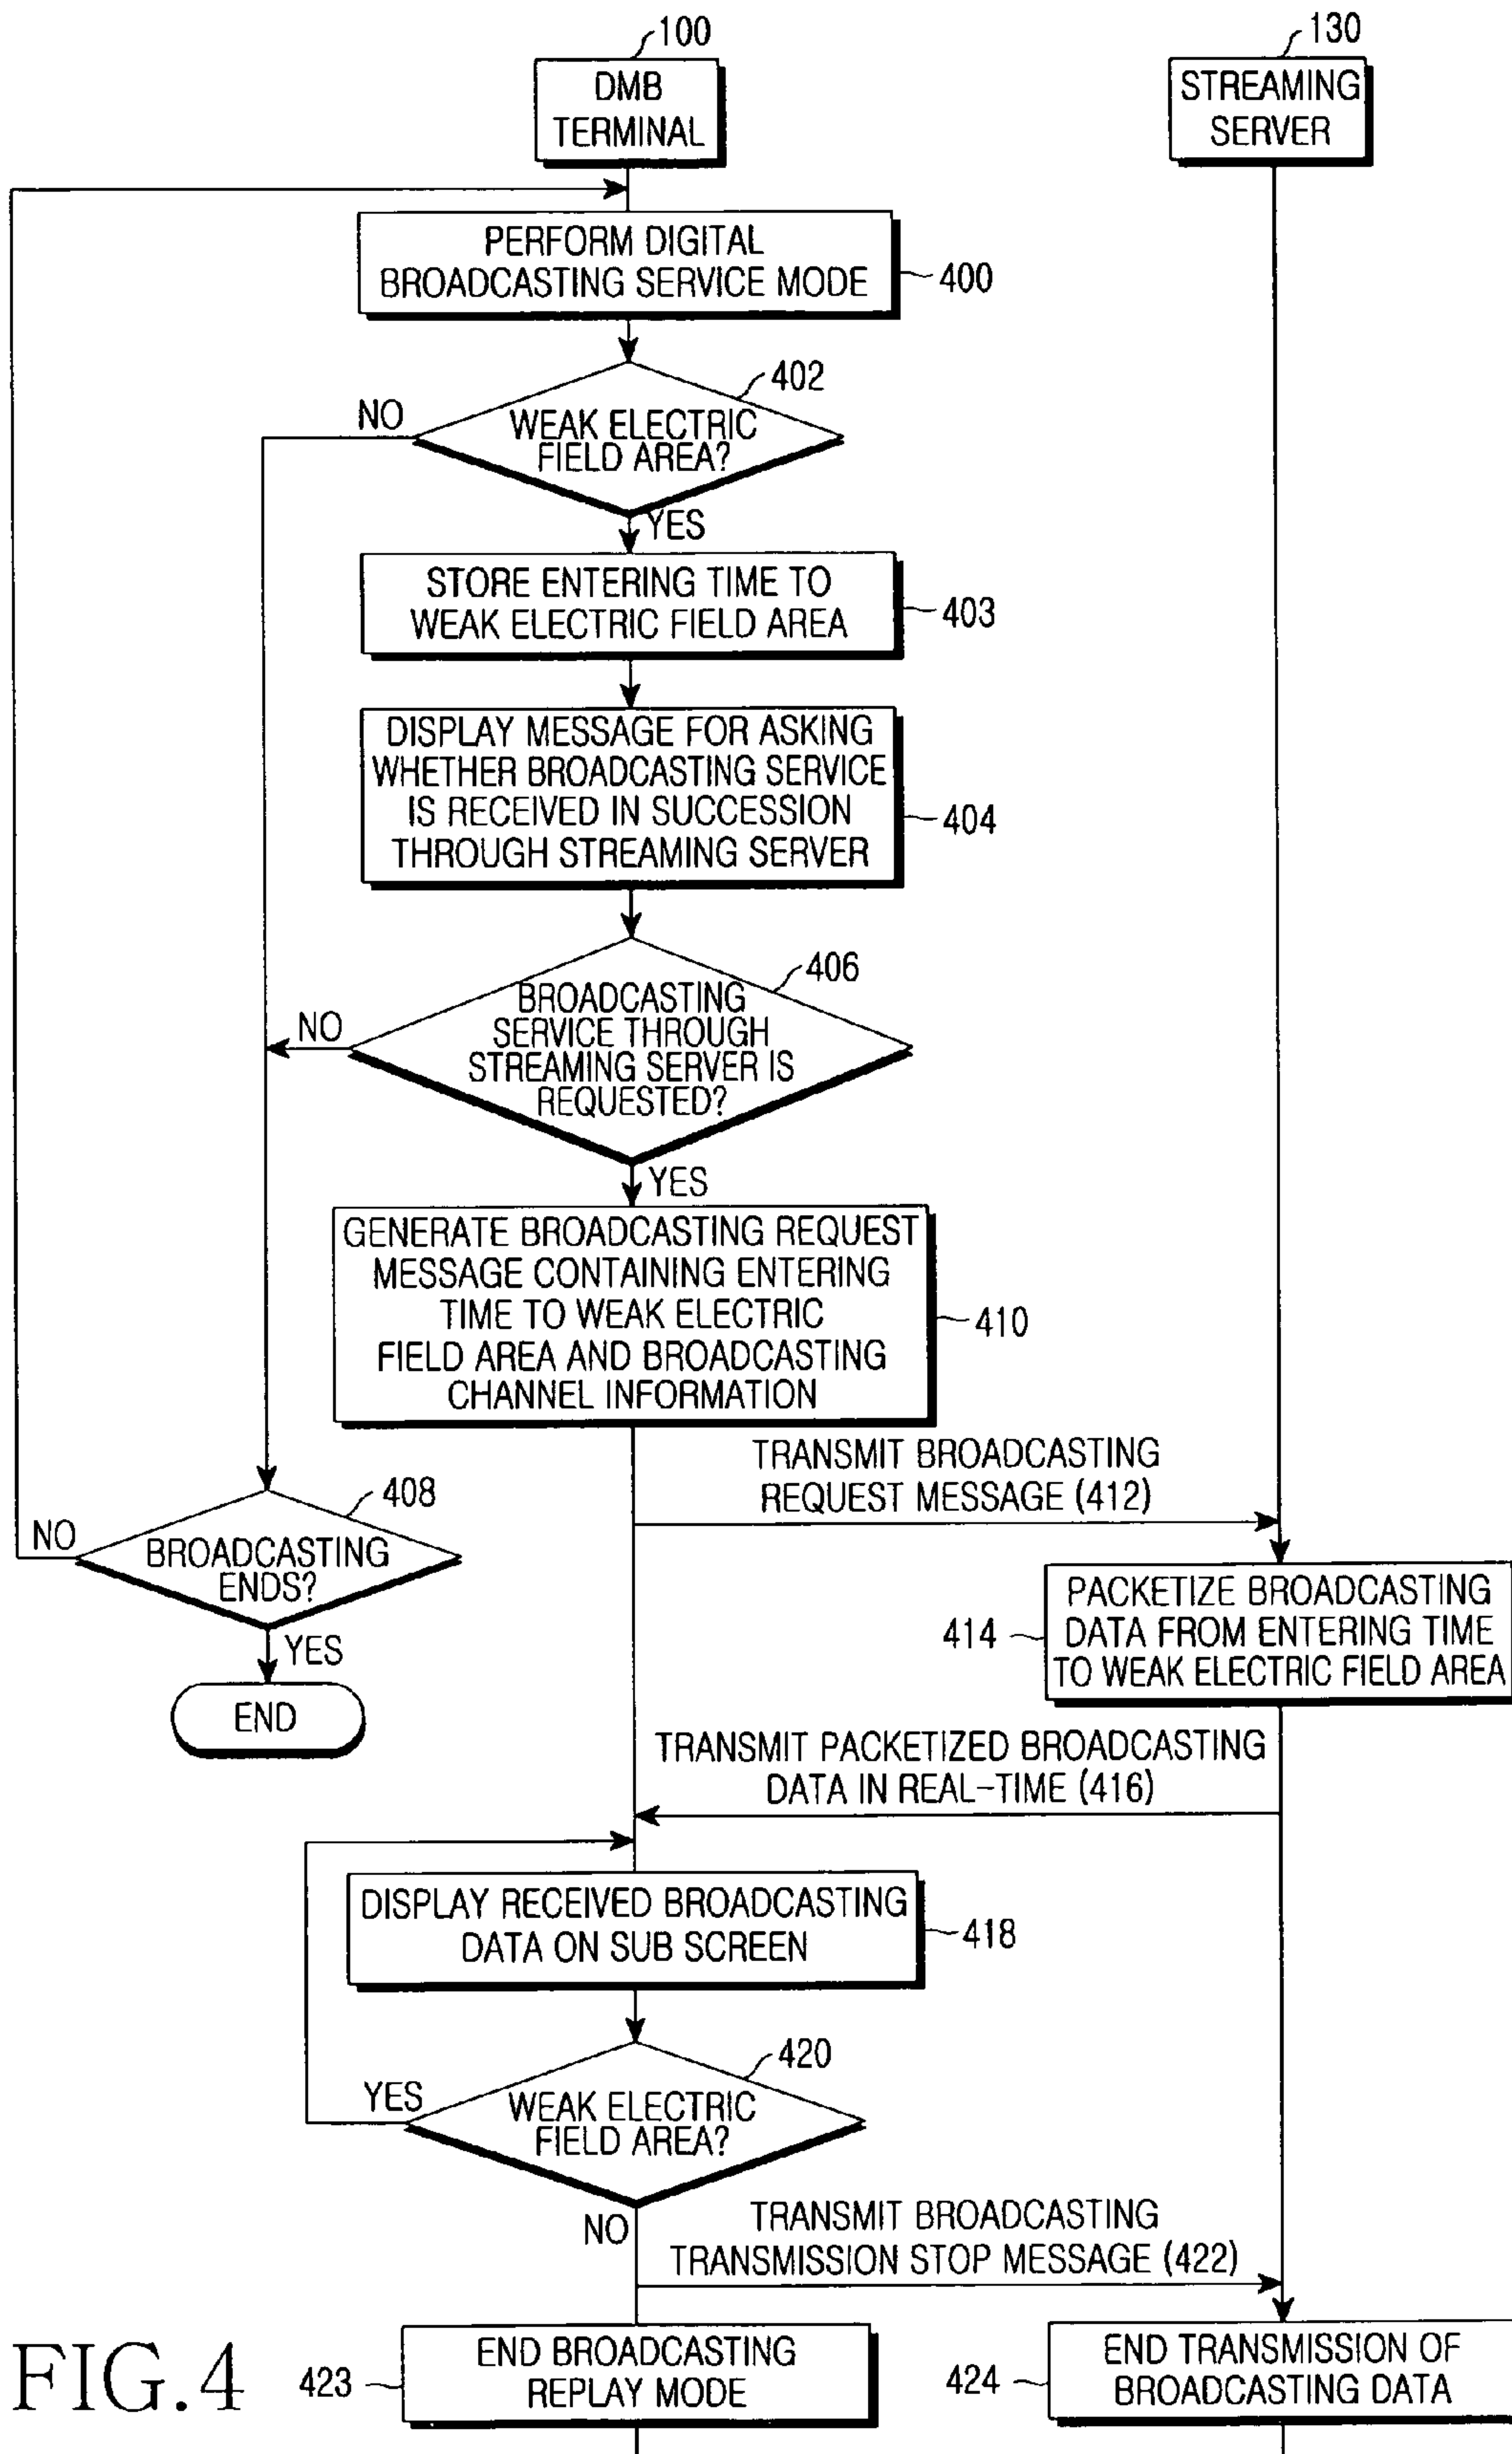 100
130
DMB
TERMINAL
STREAMING
SERVER
PERFORM DIGITAL
BROADCASTING SERVICE MODE
400
402
NO
WEAK ELECTRIC
FIELD AREA?
YES
STORE ENTERING TIME TO
WEAK ELECTRIC FIELD AREA
403
DISPLAY MESSAGE FOR ASKING
WHETHER BROADCASTING SERVICE
IS RECEIVED IN SUCCESSION
THROUGH STREAMING SERVER
404
406
NO
BROADCASTING
SERVICE THROUGH
STREAMING SERVER IS
REQUESTED?
YES
GENERATE BROADCASTING REQUEST
MESSAGE CONTAINING ENTERING
TIME TO WEAK ELECTRIC
FIELD AREA AND BROADCASTING
CHANNEL INFORMATION
410
TRANSMIT BROADCASTING
REQUEST MESSAGE (412)
408
NO
BROADCASTING
ENDS?
YES
END
414
PACKETIZE BROADCASTING
DATA FROM ENTERING TIME
TO WEAK ELECTRIC FIELD AREA
TRANSMIT PACKETIZED BROADCASTING
DATA IN REAL-TIME (416)
DISPLAY RECEIVED BROADCASTING
DATA ON SUB SCREEN
418
420
YES
WEAK ELECTRIC
FIELD AREA?
NO
TRANSMIT BROADCASTING
TRANSMISSION STOP MESSAGE (422)
FIG.4
423
END BROADCASTING
REPLAY MODE
424
END TRANSMISSION OF
BROADCASTING DATA